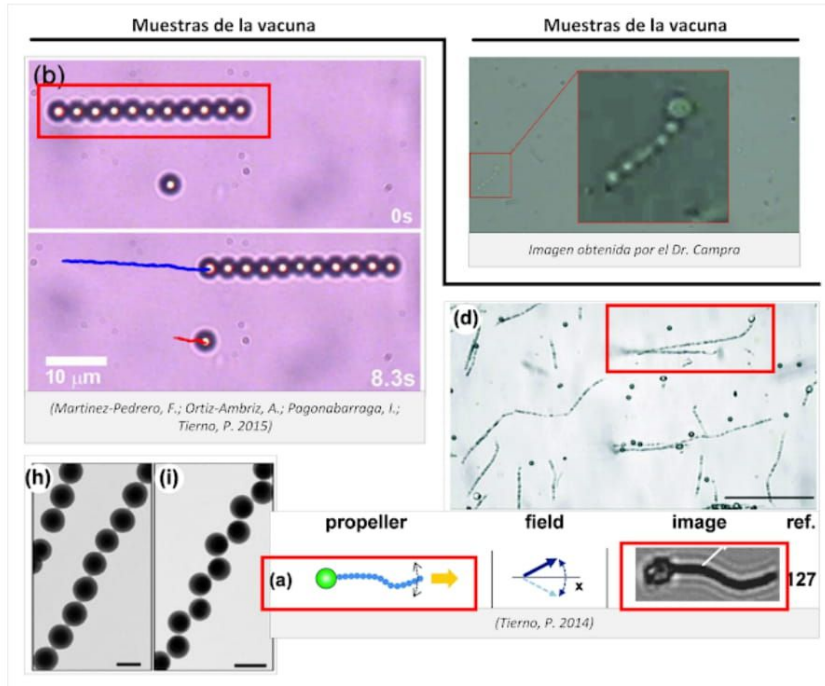 Muestras de la vacuna
Muestras de la vacuna
(b)
0s
10 μm
8.3s
(Martinez-Pedrero, F.; Ortiz-Ambriz, A.; Pagonabarraga, I.;
Tierno, P. 2015)
Imagen obtenida por el Dr. Campra
(d)
(h)
(i)
propeller
field
image
ref.
(a)
x
127
(Tierno, P. 2014)